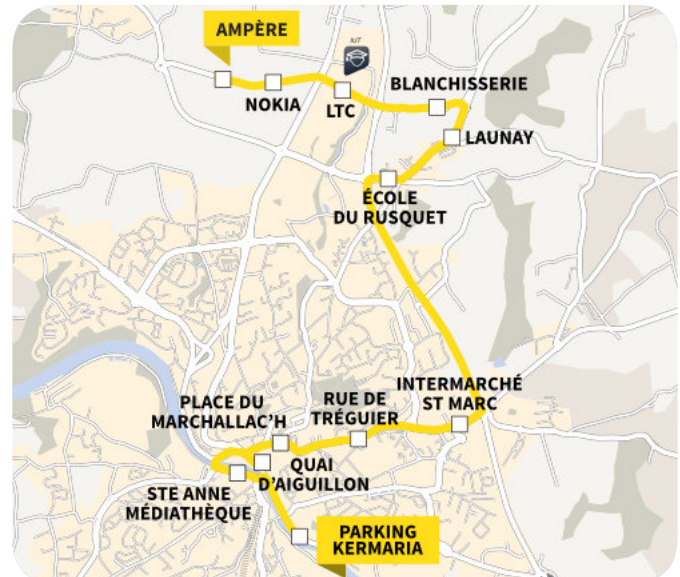 AMPÈRE
IUT
NOKIA
LTC
BLANCHISSERIE
LAUNAY
ÉCOLE
DU RUSQUET
INTERMARCHÉ
ST MARC
RUE DE
TRÉGUIER
PLACE DU
MARCHALLAC'H
QUAI
D'AIGUILLON
STE ANNE
MÉDIATHÈQUE
PARKING
KERMARIA